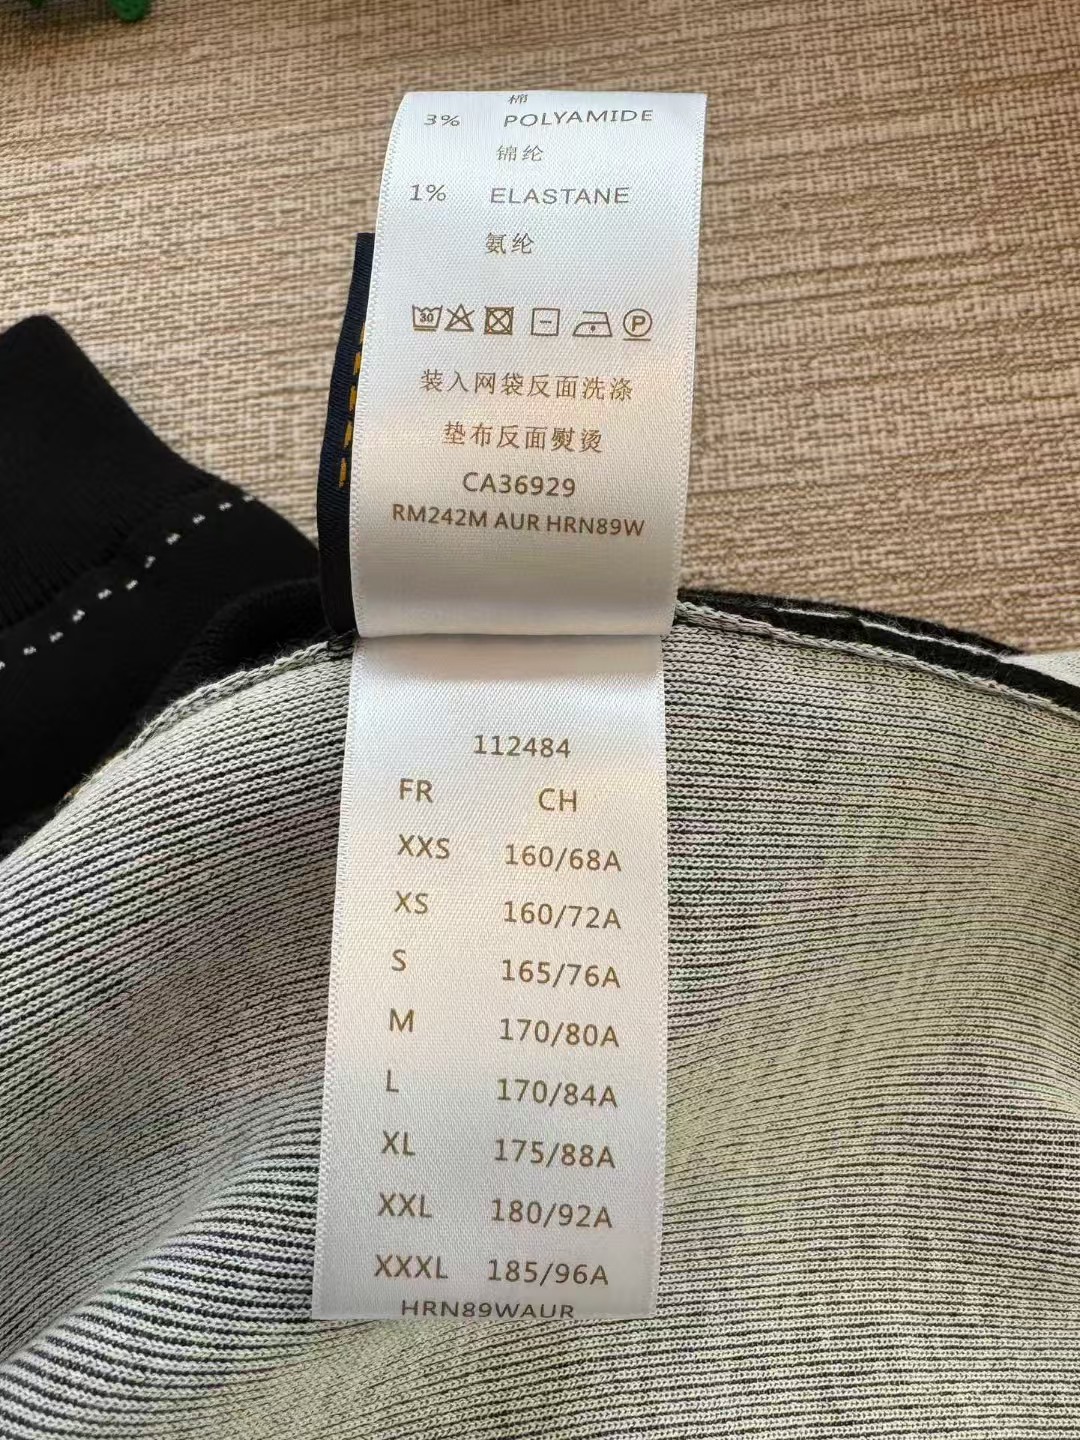 棉
3% POLYAMIDE
锦纶
1% ELASTANE
氨纶
30 P
装入网袋反面洗涤
垫布反面熨烫
CA36929
RM242M AUR HRN89W
112484
FR CH
XXS 160/68A
XS 160/72A
S 165/76A
M 170/80A
L 170/84A
XL 175/88A
XXL 180/92A
XXXL 185/96A
HRN89WAUR